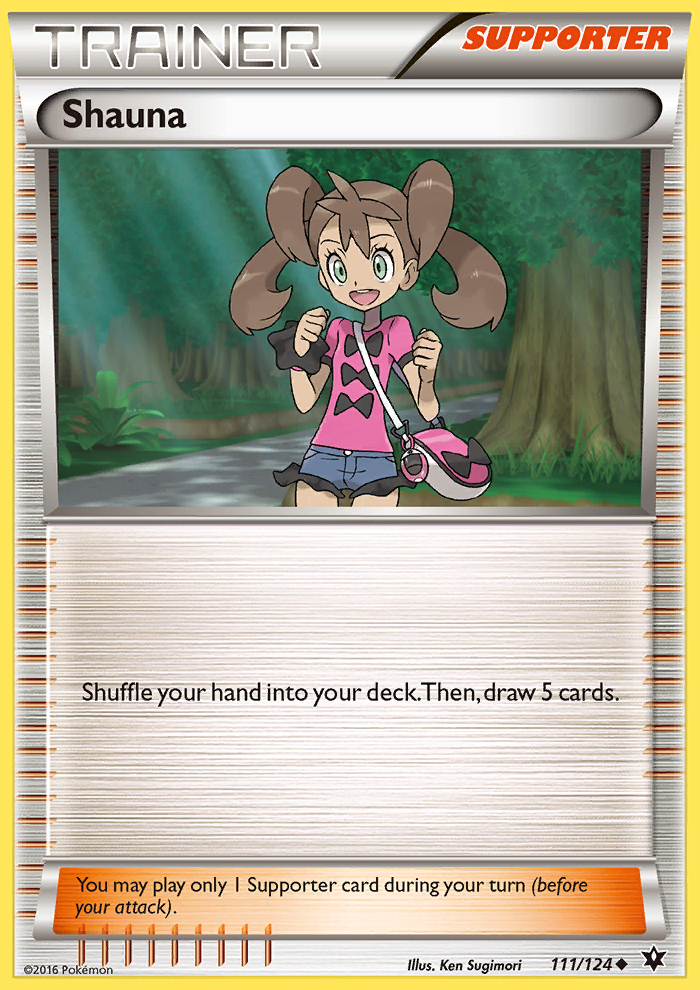 TRAINER
SUPPORTER
Shauna
Shuffle your hand into your deck. Then, draw 5 cards.
You may play only 1 Supporter card during your turn (before
your attack).
©2016 Pokémon
Illus. Ken Sugimori
111/124